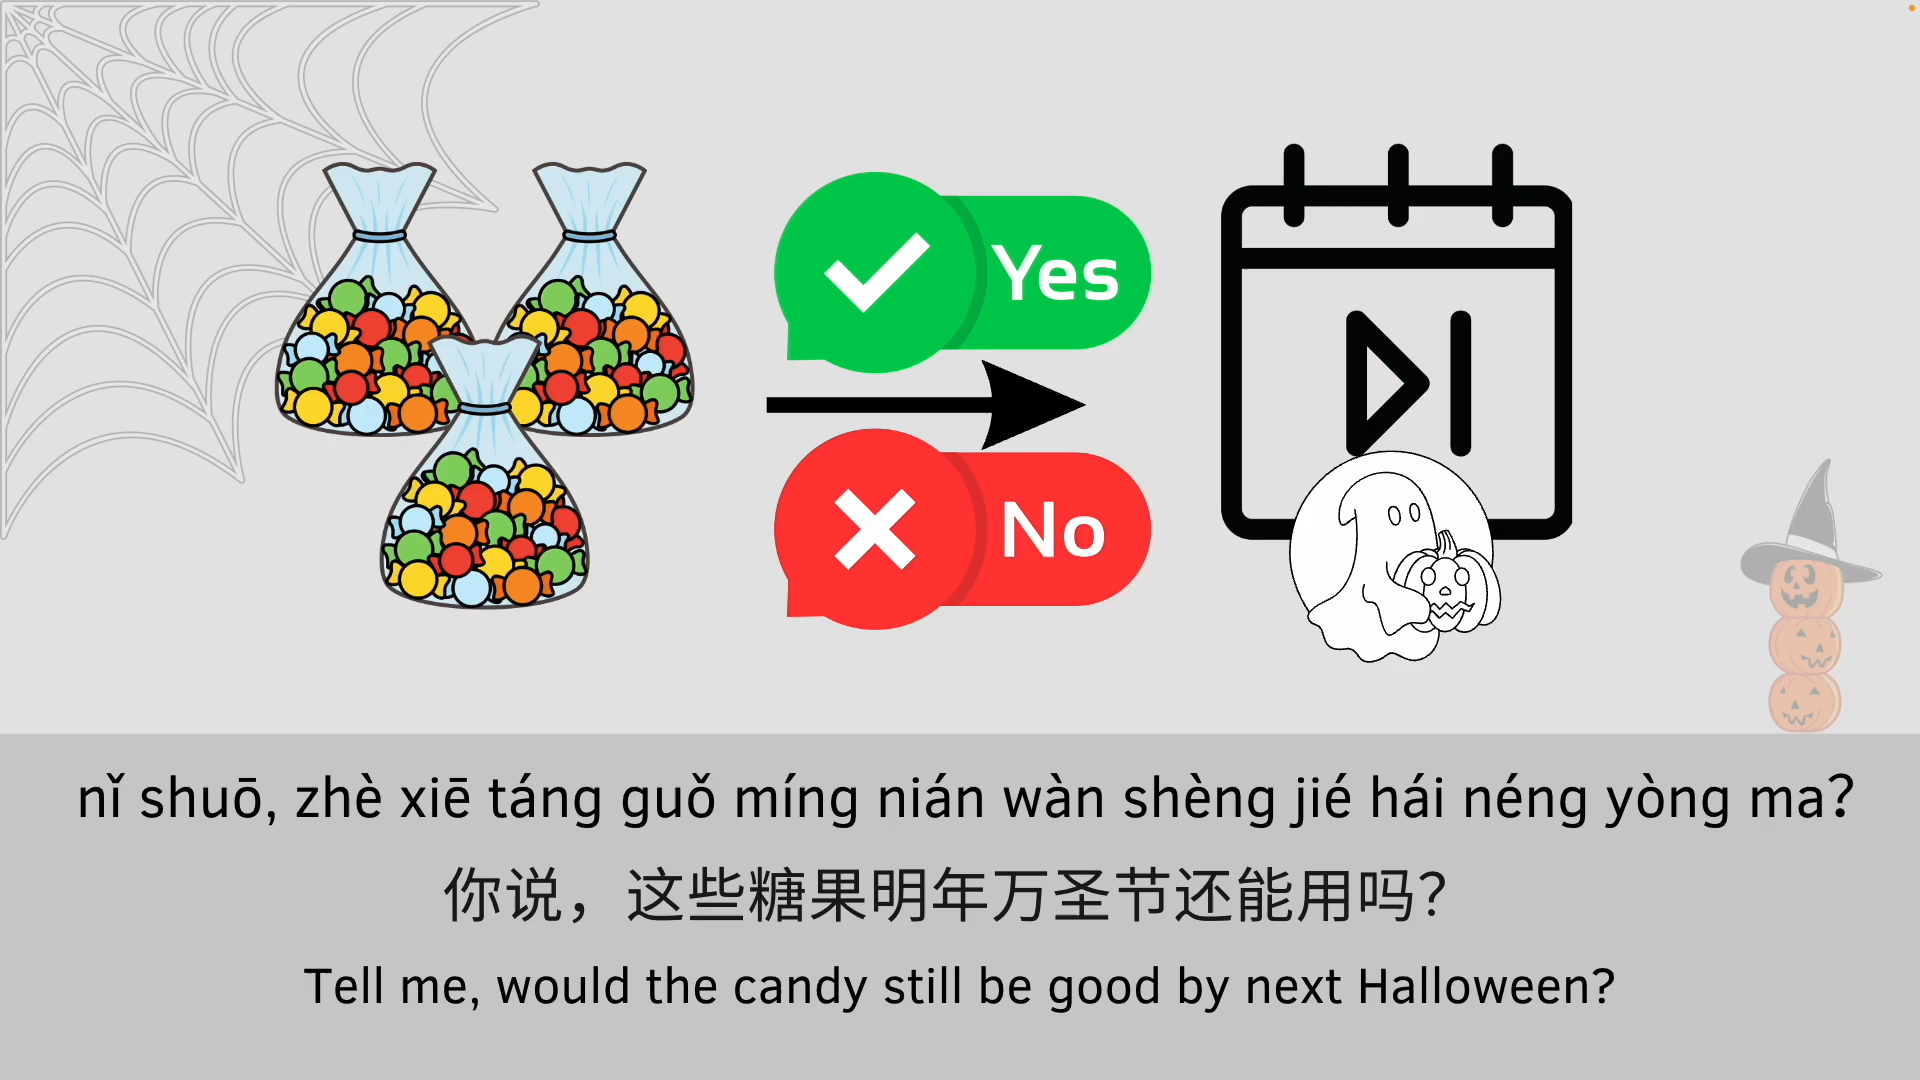 Yes
No
nǐ shuō, zhè xiē táng guǒ míng nián wàn shèng jié hái néng yòng ma?
你说，这些糖果明年万圣节还能用吗？
Tell me, would the candy still be good by next Halloween?